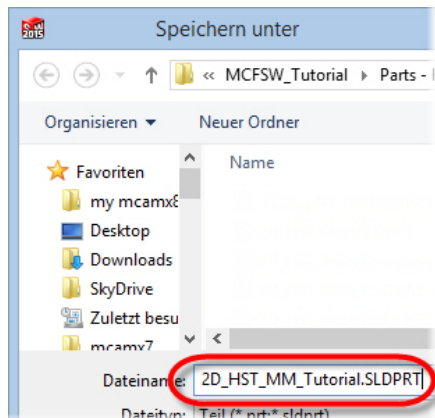 SW
2015
Speichern unter
« MCFSW_Tutorial ▸ Parts -
Organisieren Neuer Ordner
Favoriten
Name
my mcamx8
Desktop
Downloads
SkyDrive
Zuletzt besu
mcamx7
Dateiname: 2D_HST_MM_Tutorial.SLDPRT
Dateityp: Teil (*.prt;*.sldprt)